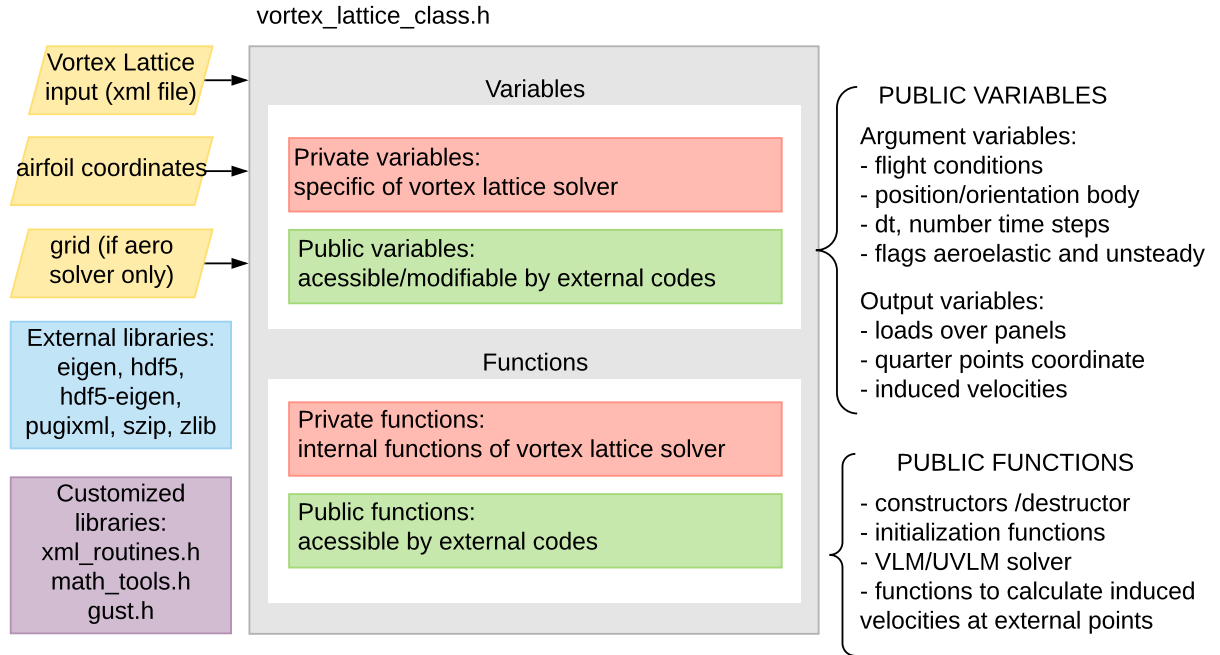 vortex_lattice_class.h
Vortex Lattice
input (xml file)
airfoil coordinates
grid (if aero
solver only)
External libraries:
eigen, hdf5,
hdf5-eigen,
pugixml, szip, zlib
Customized
libraries:
xml_routines.h
math_tools.h
gust.h
Variables
Private variables:
specific of vortex lattice solver
Public variables:
acessible/modifiable by external codes
Functions
Private functions:
internal functions of vortex lattice solver
Public functions:
acessible by external codes
PUBLIC VARIABLES
Argument variables:
- flight conditions
- position/orientation body
- dt, number time steps
- flags aeroelastic and unsteady
Output variables:
- loads over panels
- quarter points coordinate
- induced velocities
PUBLIC FUNCTIONS
- constructors /destructor
- initialization functions
- VLM/UVLM solver
- functions to calculate induced
velocities at external points